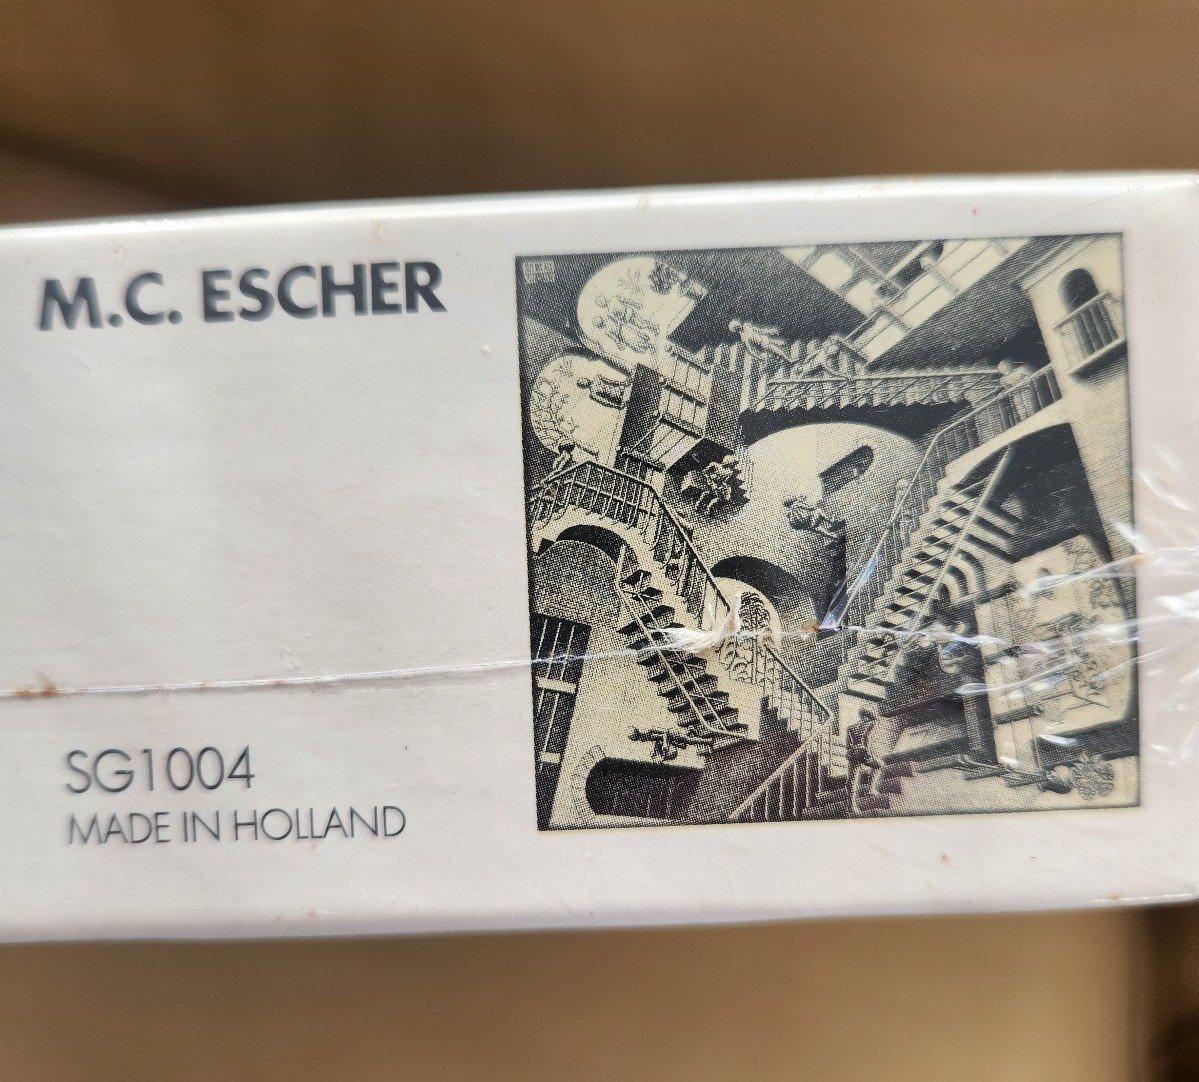 M.C. ESCHER
SG1004
MADE IN HOLLAND